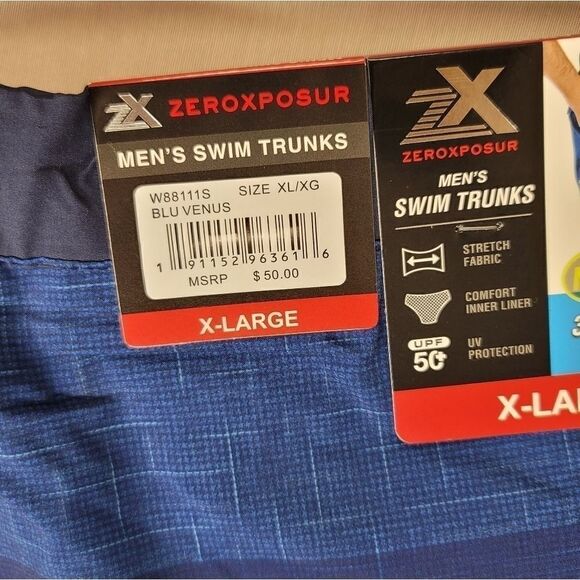 ZX ZEROXPOSUR
MEN'S SWIM TRUNKS
W88111S SIZE XL/XG
BLU VENUS
1 91152 96361 6
MSRP $ 50.00
X-LARGE
ZX
ZEROXPOSUR
MEN'S
SWIM TRUNKS
STRETCH
FABRIC
COMFORT
INNER LINER
UPF
50+
UV
PROTECTION
X-LA